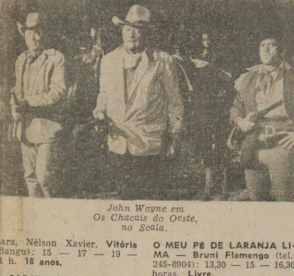 John Wayne em
Os Chacais do Oeste,
no Scala.
ara, Nélson Xavier. Vitória
Bangu): 15 — 17 — 19 —
h. 18 anos.
O MEU PÉ DE LARANJA LI-
MA — Bruni Flamengo (tel.
245-8904): 13,30 — 15 — 16,30
horas. Livre.